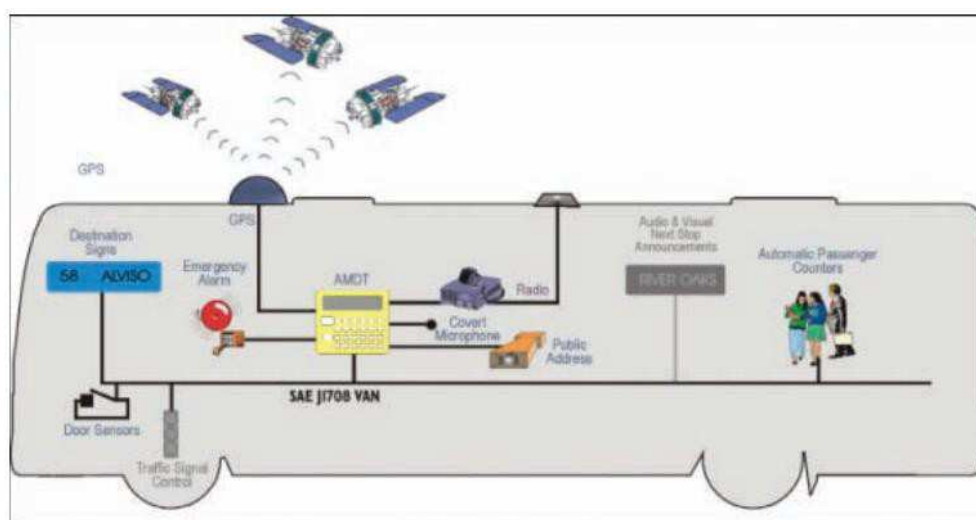 GPS
GPS
Destination
Signs
58 ALVISO
Emergency
Alarm
AMDT
Radio
Covert
Microphone
Public
Address
Audio & Visual
Next Stop
Announcements
RIVER OAKS
Automatic Passanger
Counters
SAE J1708 VAN
Door Sensors
Traffic Signal
Control